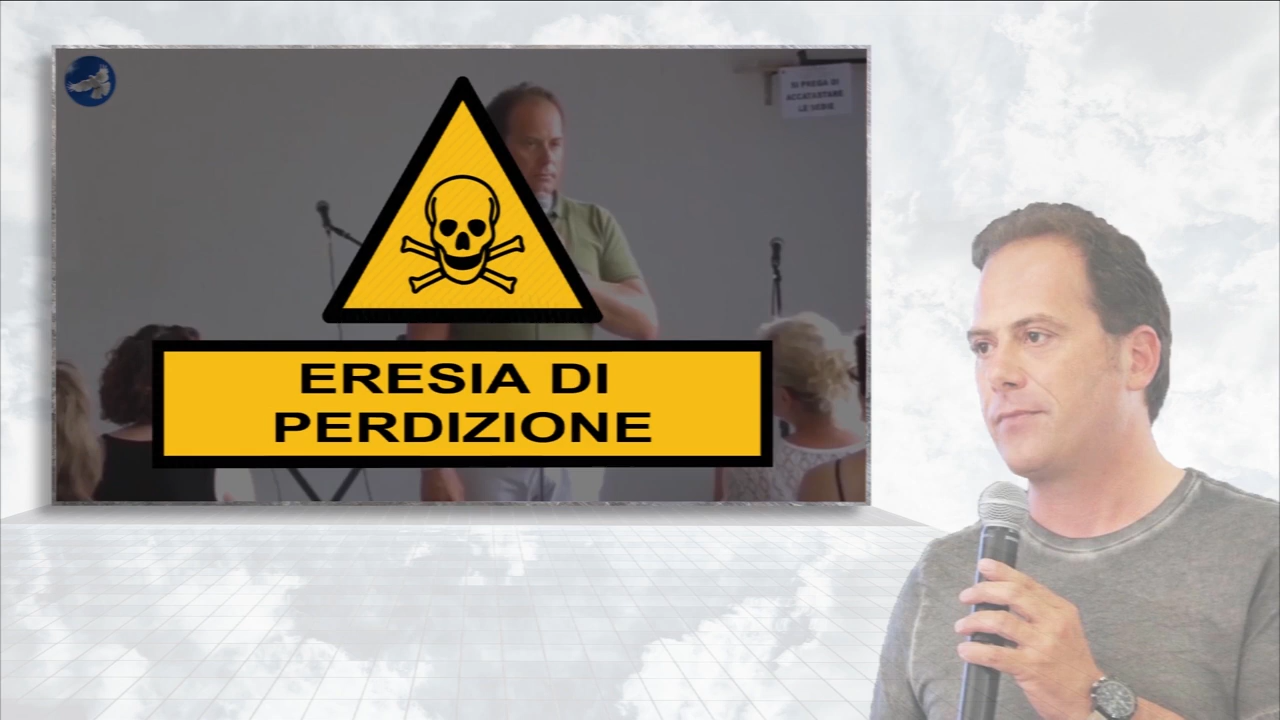 SI PREGA DI
ACCATASTARE
LE SEDIE
ERESIA DI
PERDIZIONE